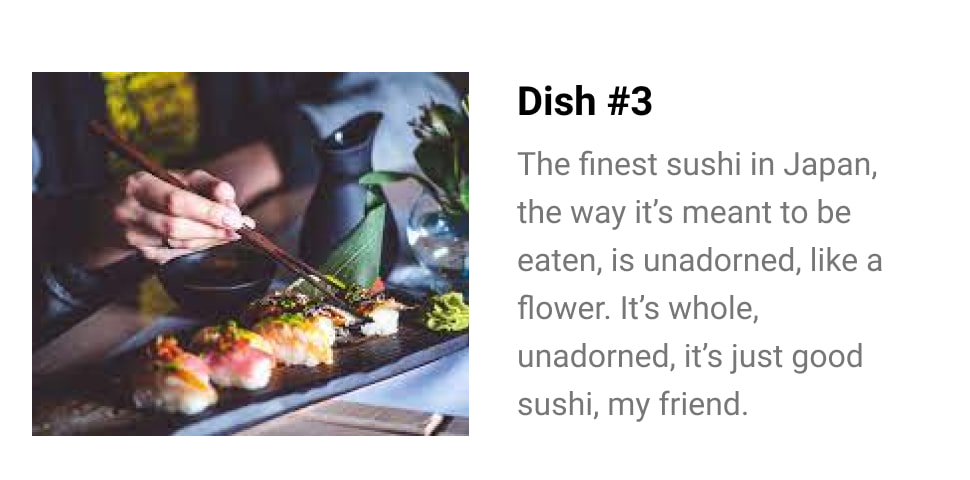 Dish #3
The finest sushi in Japan,
the way it’s meant to be
eaten, is unadorned, like a
flower. It’s whole,
unadorned, it’s just good
sushi, my friend.